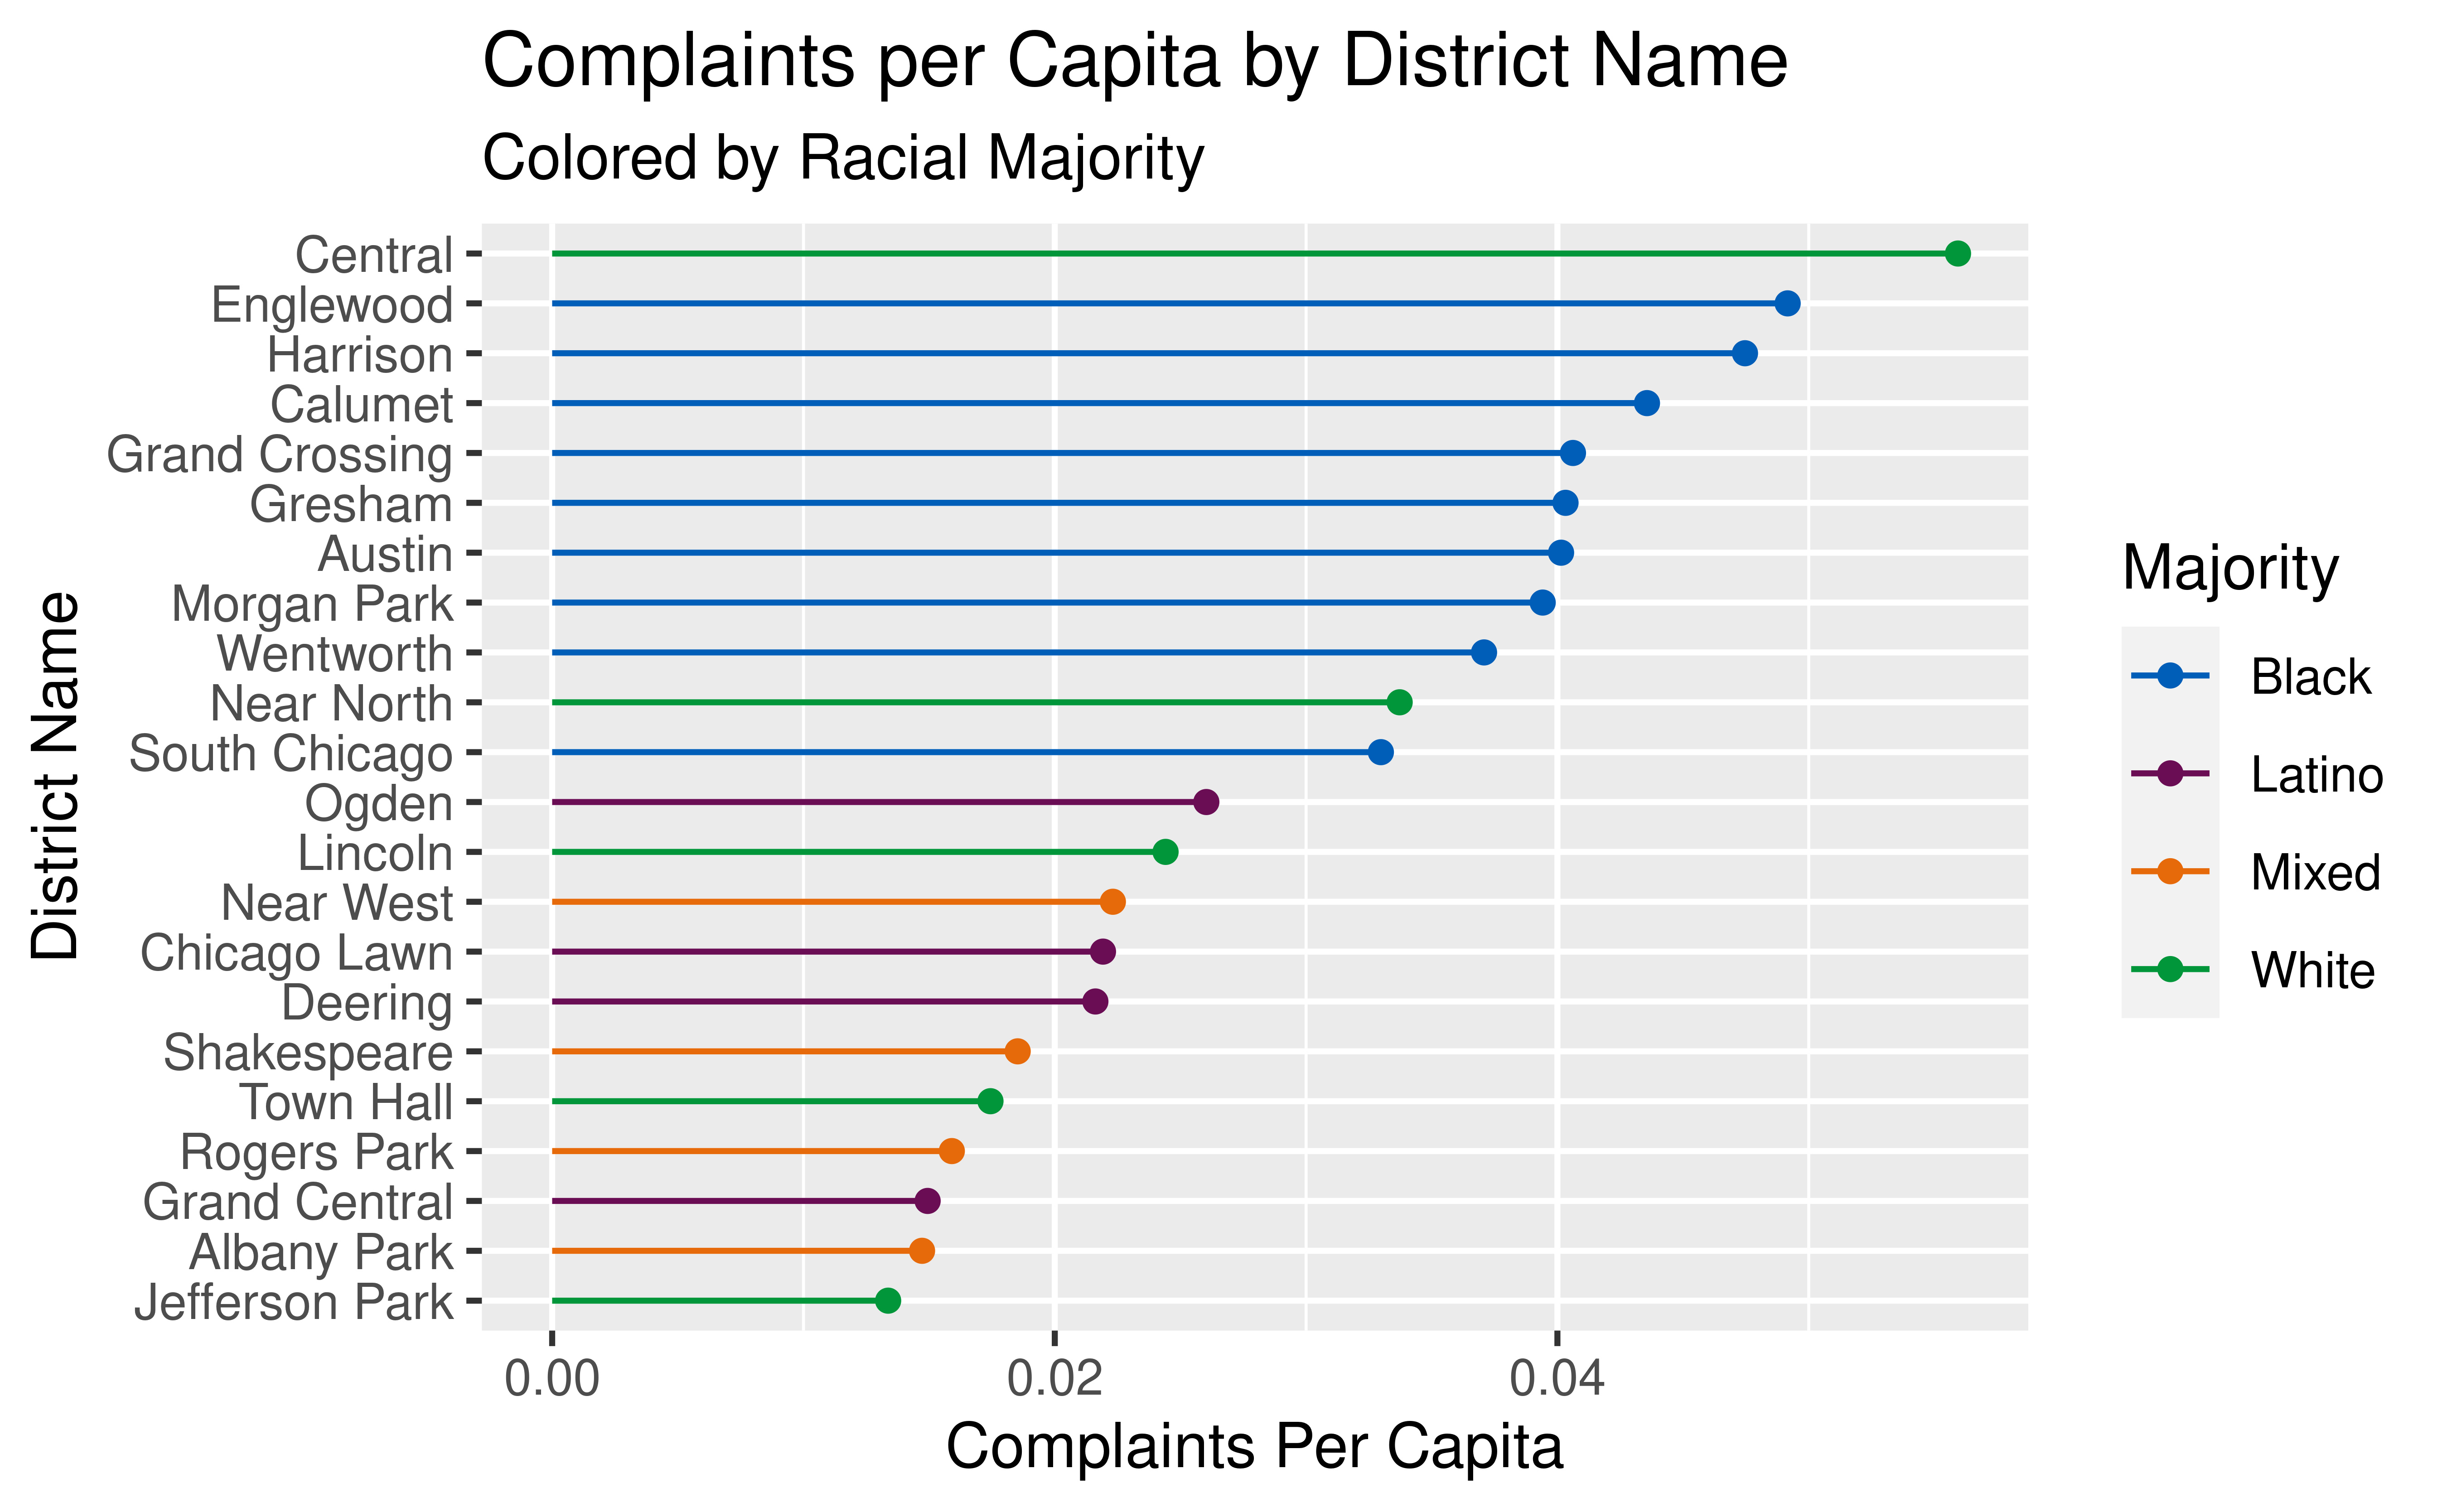 Complaints per Capita by District Name
Colored by Racial Majority
District Name
Central
Englewood
Harrison
Calumet
Grand Crossing
Gresham
Austin
Morgan Park
Wentworth
Near North
South Chicago
Ogden
Lincoln
Near West
Chicago Lawn
Deering
Shakespeare
Town Hall
Rogers Park
Grand Central
Albany Park
Jefferson Park
0.00 0.02 0.04
Complaints Per Capita
Majority
Black
Latino
Mixed
White